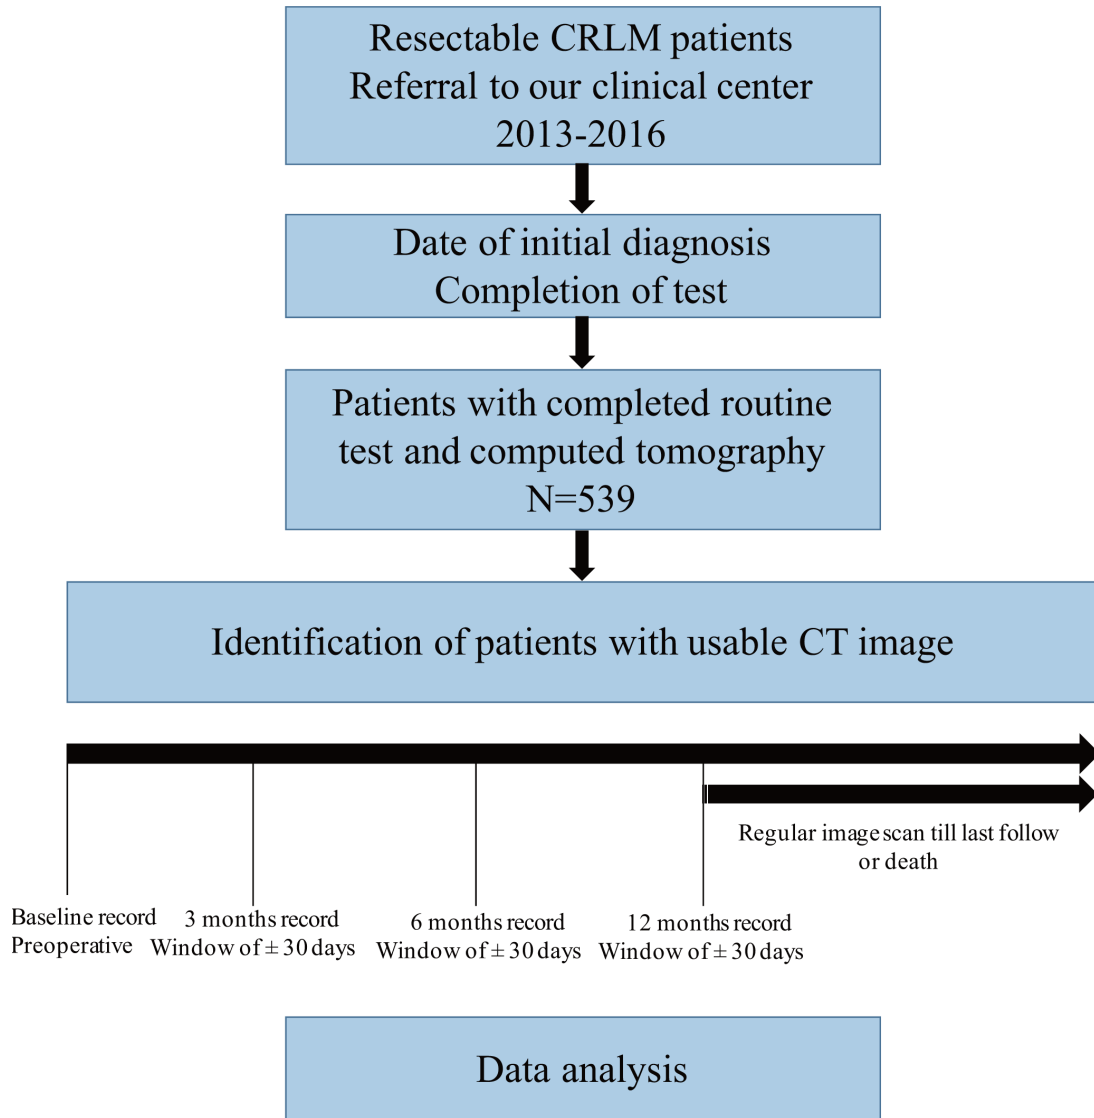 Resectable CRLM patients
Referral to our clinical center
2013-2016
Date of initial diagnosis
Completion of test
Patients with completed routine
test and computed tomography
N=539
Identification of patients with usable CT image
Regular image scan till last follow
or death
Baseline record
Preoperative
3 months record
Window of ± 30 days
6 months record
Window of ± 30 days
12 months record
Window of ± 30 days
Data analysis